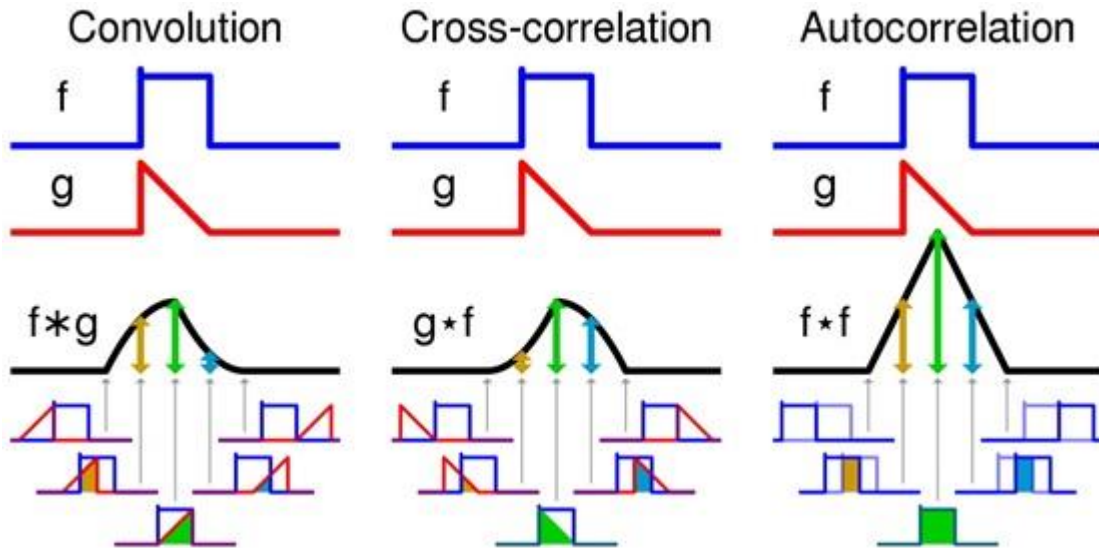 Convolution
Cross-correlation
Autocorrelation
f
g
f∗g
f
g
g⋆f
f
g
f⋆f